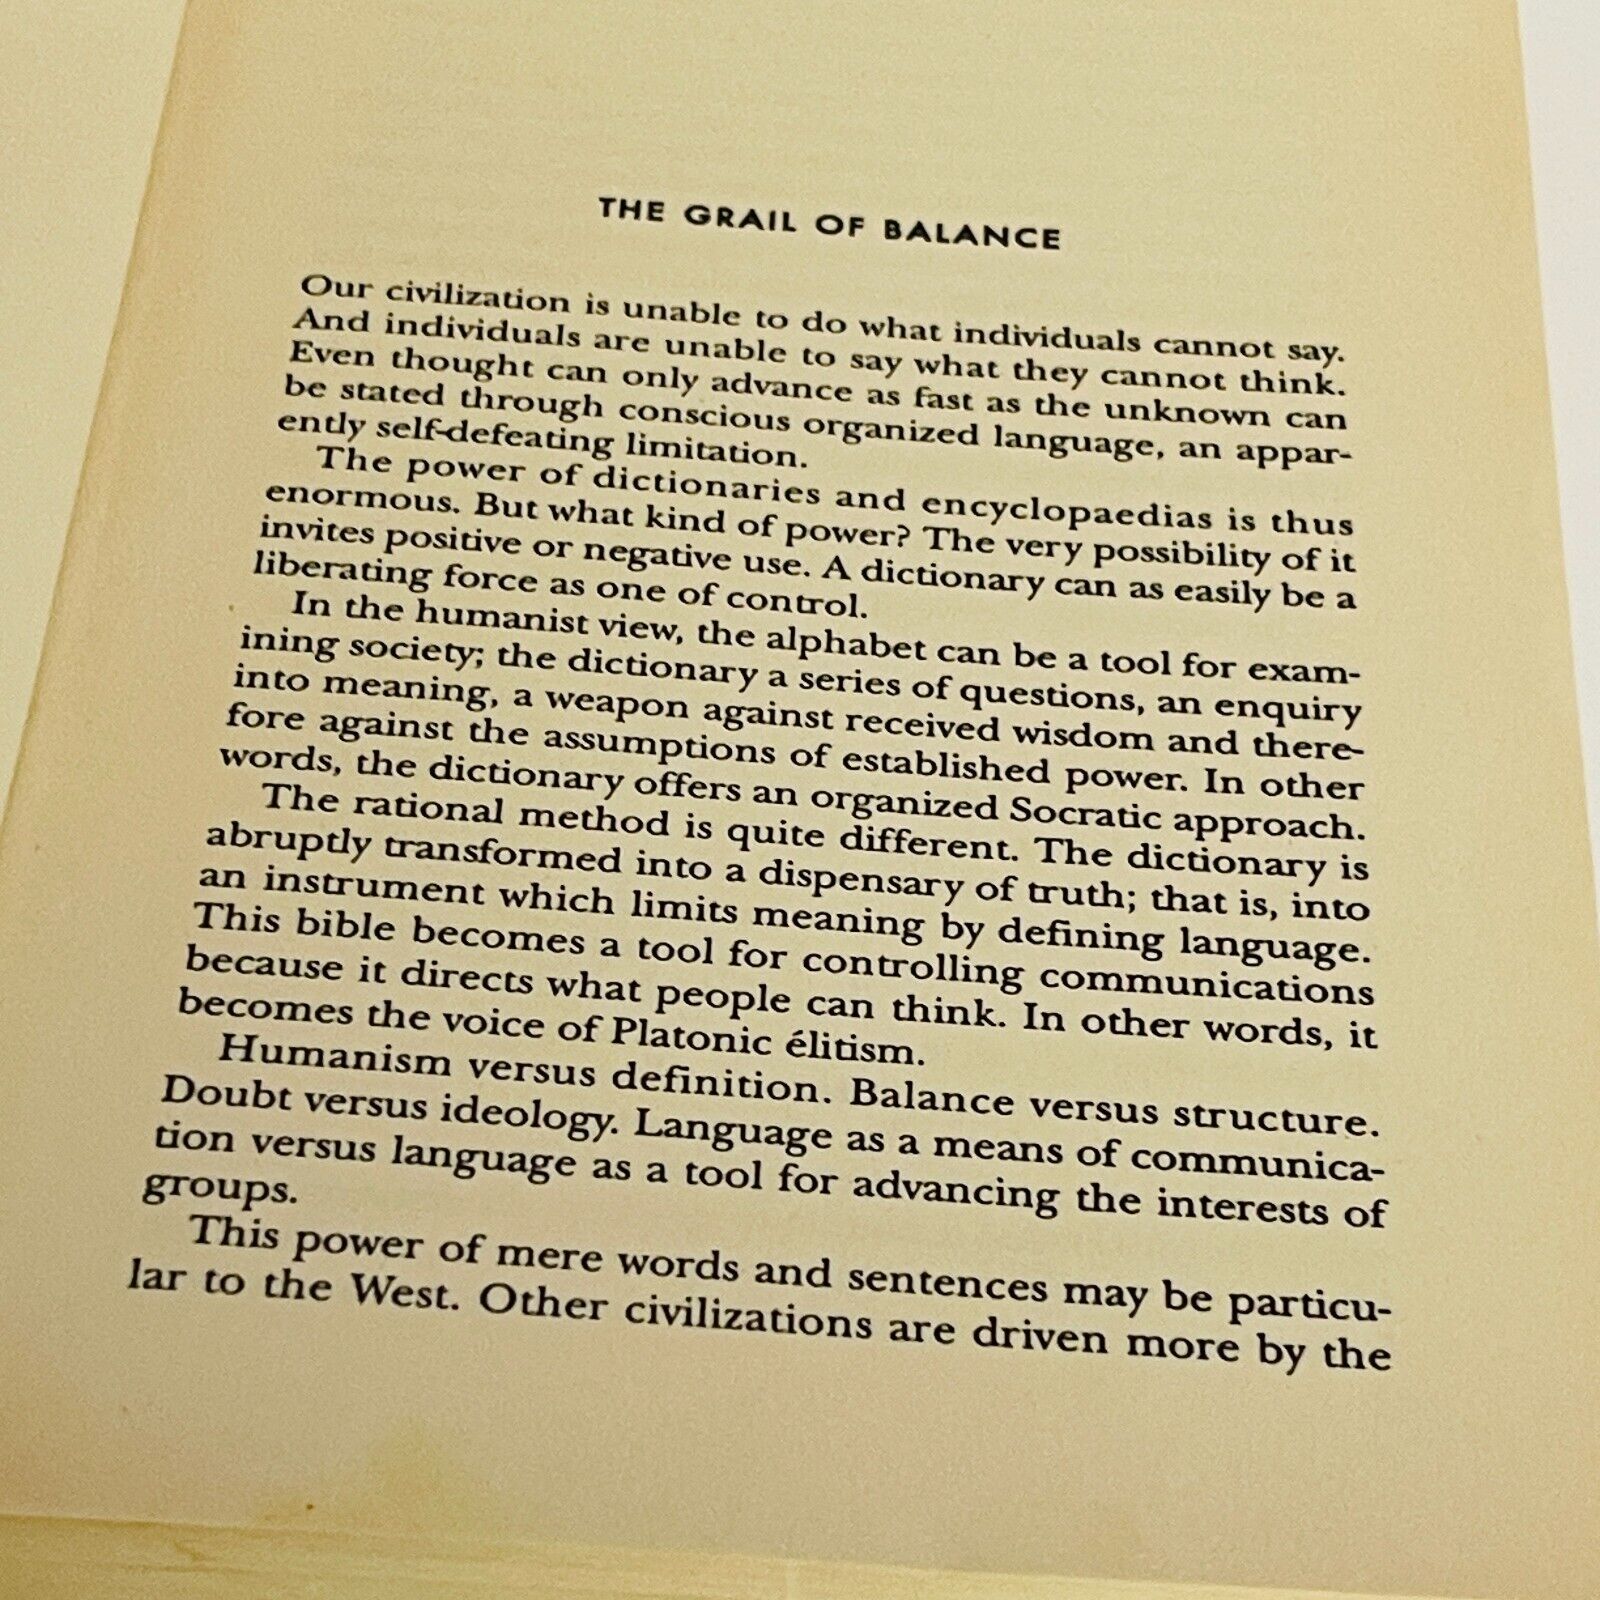 THE GRAIL OF BALANCE
Our civilization is unable to do what individuals cannot say.
And individuals are unable to say what they cannot think.
Even thought can only advance as fast as the unknown can
be stated through conscious organized language, an appar-
ently self-defeating limitation.
The power of dictionaries and encyclopaedias is thus
enormous. But what kind of power? The very possibility of it
invites positive or negative use. A dictionary can as easily be a
liberating force as one of control.
In the humanist view, the alphabet can be a tool for exam-
ining society; the dictionary a series of questions, an enquiry
into meaning, a weapon against received wisdom and there-
fore against the assumptions of established power. In other
words, the dictionary offers an organized Socratic approach.
The rational method is quite different. The dictionary is
abruptly transformed into a dispensary of truth; that is, into
an instrument which limits meaning by defining language.
This bible becomes a tool for controlling communications
because it directs what people can think. In other words, it
becomes the voice of Platonic élitism.
Humanism versus definition. Balance versus structure.
Doubt versus ideology. Language as a means of communica-
tion versus language as a tool for advancing the interests of
groups.
This power of mere words and sentences may be particu-
lar to the West. Other civilizations are driven more by the